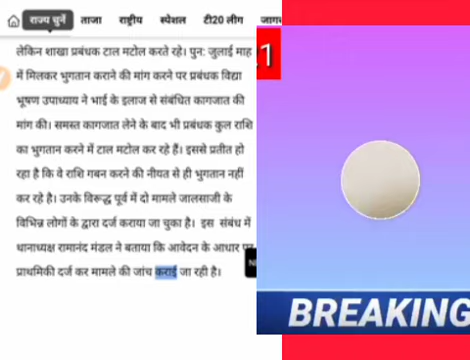 राज्य चुनें ताजा राष्ट्रीय स्पेशल टी20 लीग जागर
लेकिन शाखा प्रबंधक टाल मटोल करते रहे। पुन: जुलाई माह
में मिलकर भुगतान कराने की मांग करने पर प्रबंधक विद्या
भूषण उपाध्याय ने भाई के इलाज से संबंधित कागजात की
मांग की। समस्त कागजात लेने के बाद भी प्रबंधक कुल राशि
का भुगतान करने में टाल मटोल कर रहे हैं। इससे प्रतीत हो
रहा है कि वे राशि गबन करने की नीयत से ही भुगतान नहीं
कर रहे है। उनके विरूद्ध पूर्व में दो मामले जालसाजी के
विभिन्न लोगों के द्वारा दर्ज कराया जा चुका है। इस संबंध में
थानाध्यक्ष रामानंद मंडल ने बताया कि आवेदन के आधार पर
प्राथमिकी दर्ज कर मामले की जांच कराई जा रही है।
1
BREAKING